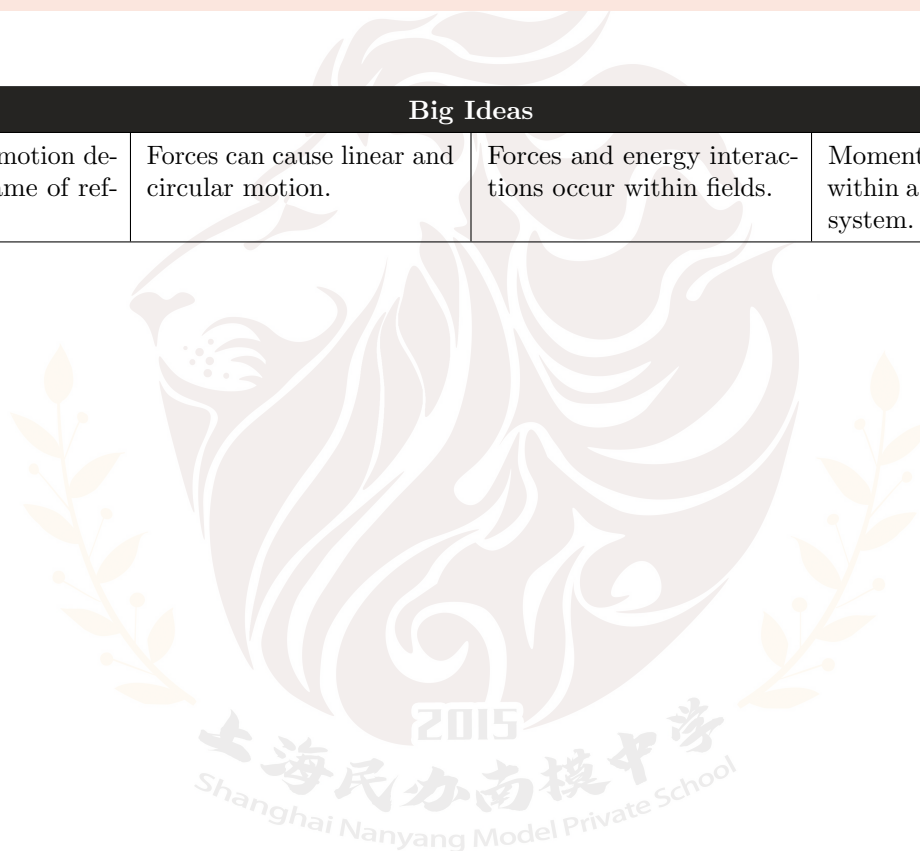 Big Ideas
motion de-
ame of ref-
Forces can cause linear and
circular motion.
Forces and energy interac-
tions occur within fields.
Moment
within a
system.
2015
上海民办南模中学
Shanghai Nanyang Model Private School